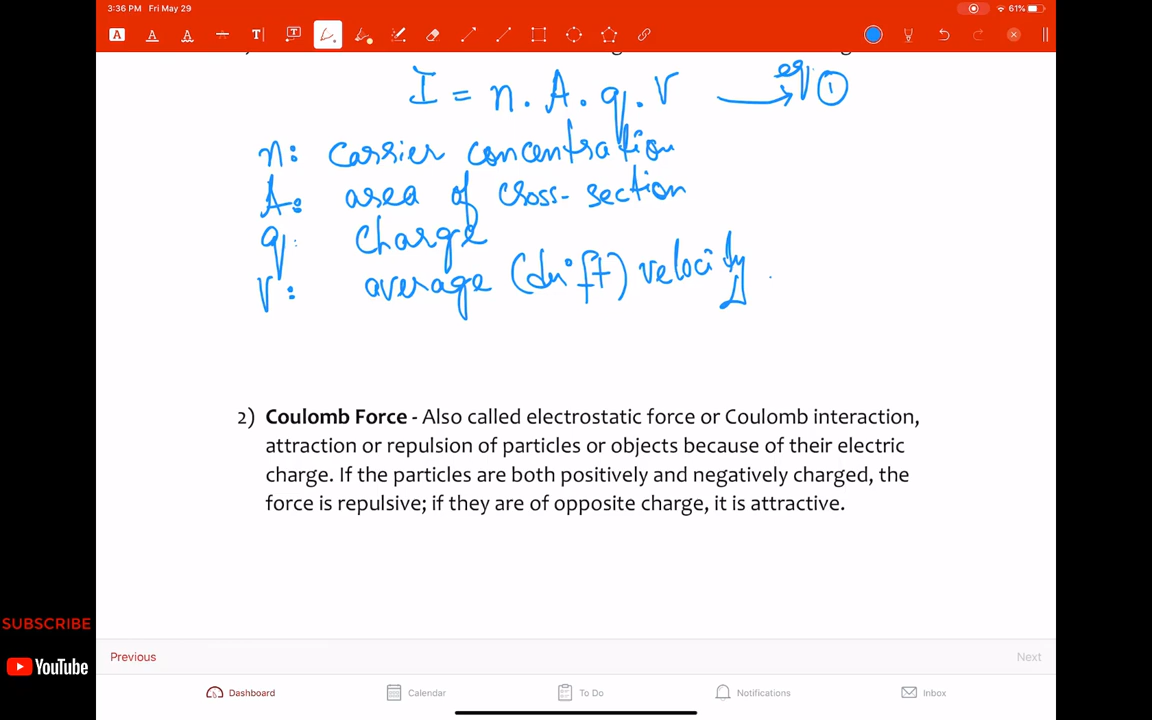 3:36 PM Fri May 29
61%
A A A T T T
I = n. A. q. V → eq ①
n: carrier concentration
A: area of cross-section
q: charge
V: average (drift) velocity
2) Coulomb Force - Also called electrostatic force or Coulomb interaction,
attraction or repulsion of particles or objects because of their electric
charge. If the particles are both positively and negatively charged, the
force is repulsive; if they are of opposite charge, it is attractive.
SUBSCRIBE
YouTube
Previous
Next
Dashboard
Calendar
To Do
Notifications
Inbox